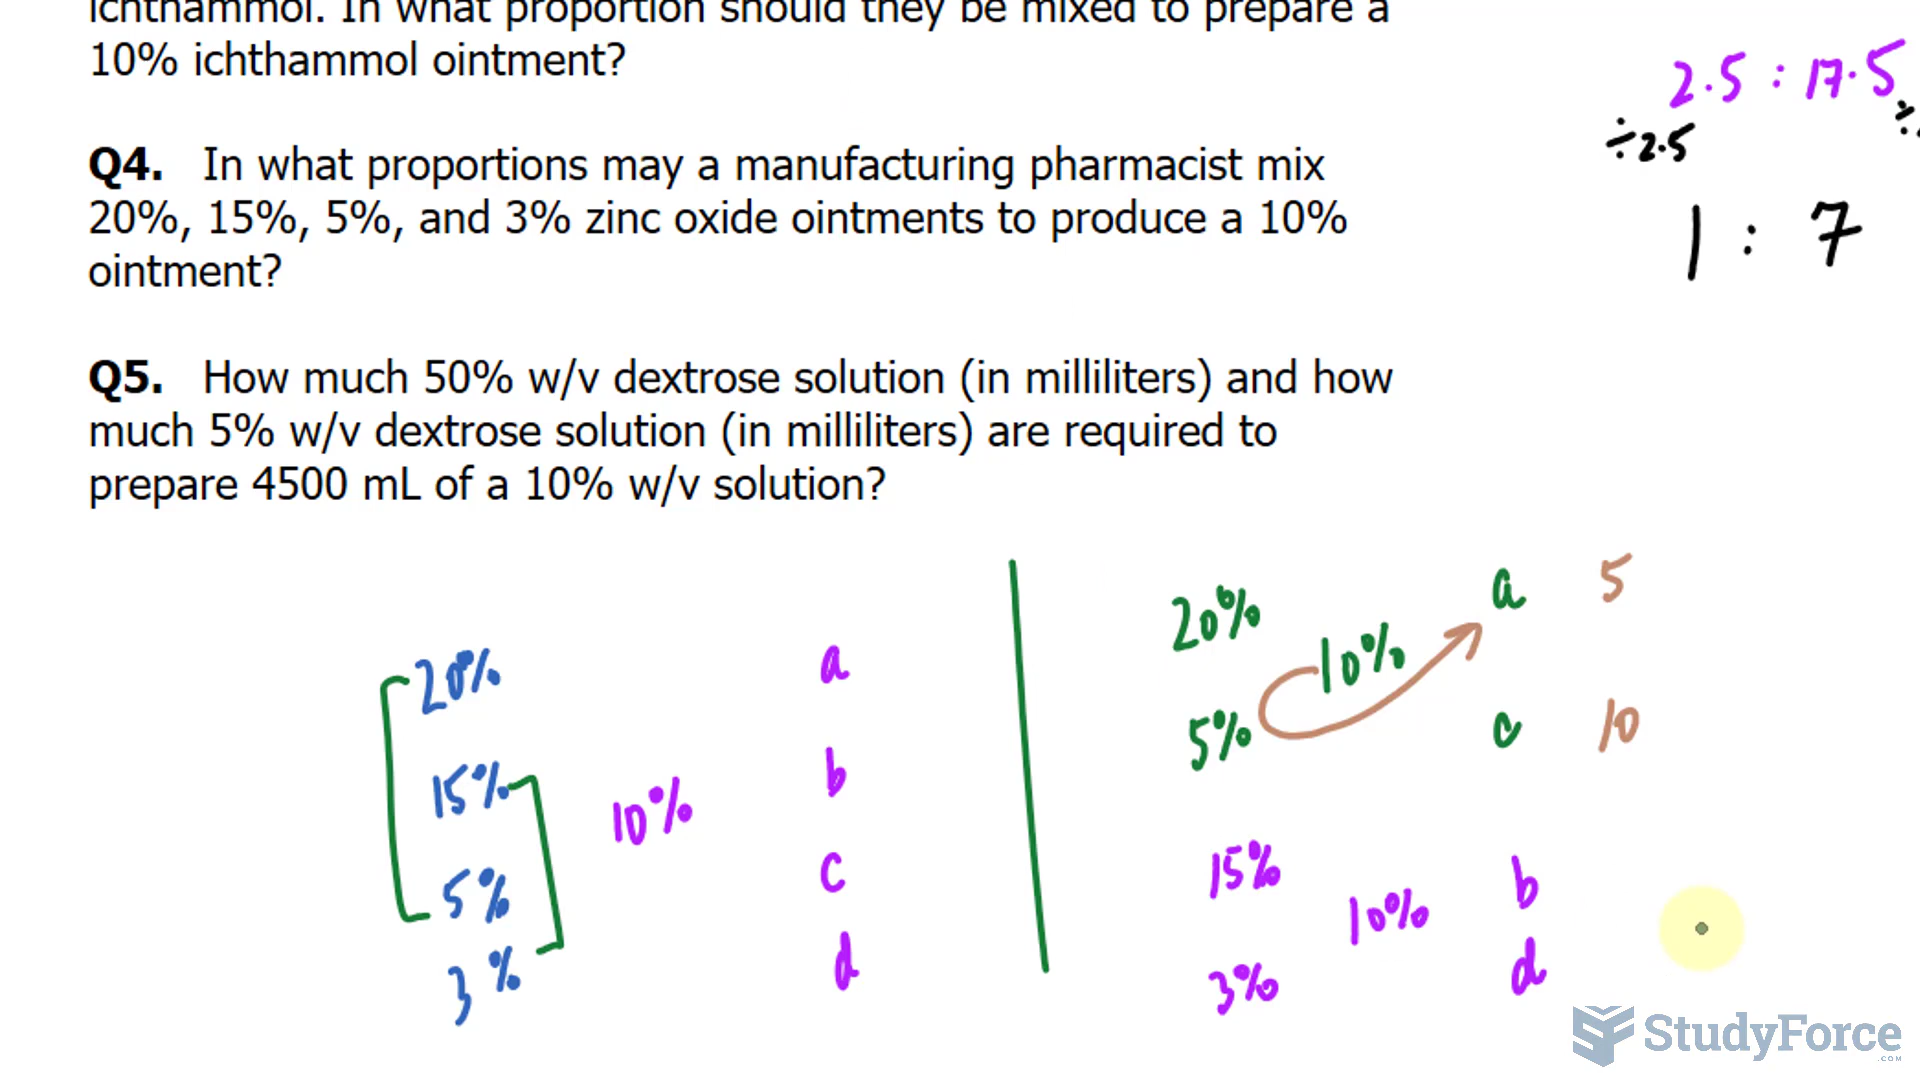 ichthammol. In what proportion should they be mixed to prepare a
10% ichthammol ointment?
2.5 : 17.5
÷2.5 ÷
1 : 7
Q4. In what proportions may a manufacturing pharmacist mix
20%, 15%, 5%, and 3% zinc oxide ointments to produce a 10%
ointment?
Q5. How much 50% w/v dextrose solution (in milliliters) and how
much 5% w/v dextrose solution (in milliliters) are required to
prepare 4500 mL of a 10% w/v solution?
20% a
15% b
10%
5% c
3% d
20% a 5
10%
5% c 10
15% b
10%
3% d
StudyForce
.COM